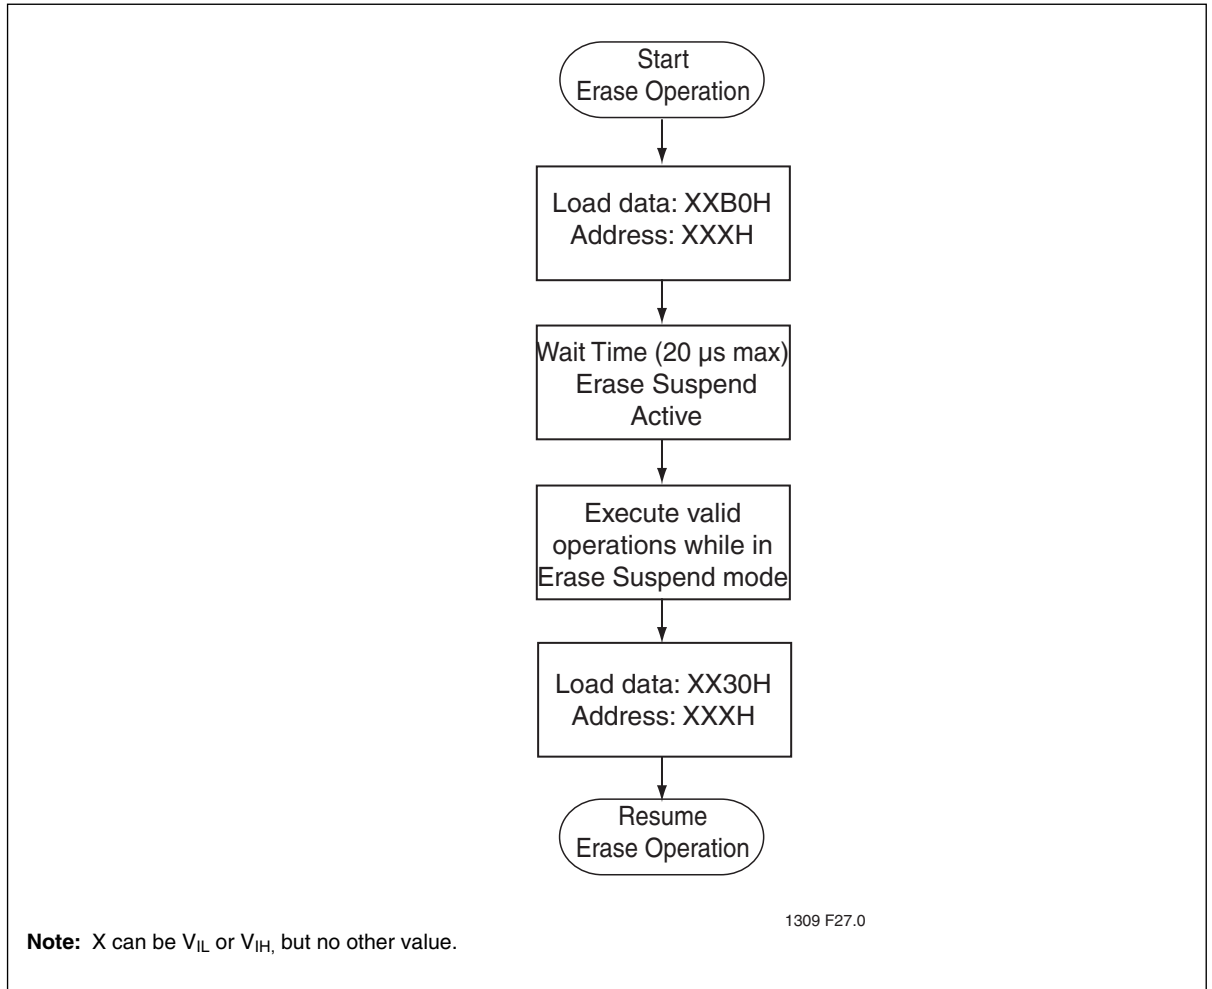 Start
Erase Operation
Load data: XXB0H
Address: XXXH
Wait Time (20 µs max)
Erase Suspend
Active
Execute valid
operations while in
Erase Suspend mode
Load data: XX30H
Address: XXXH
Resume
Erase Operation
1309 F27.0
Note: X can be VIL or VIH, but no other value.